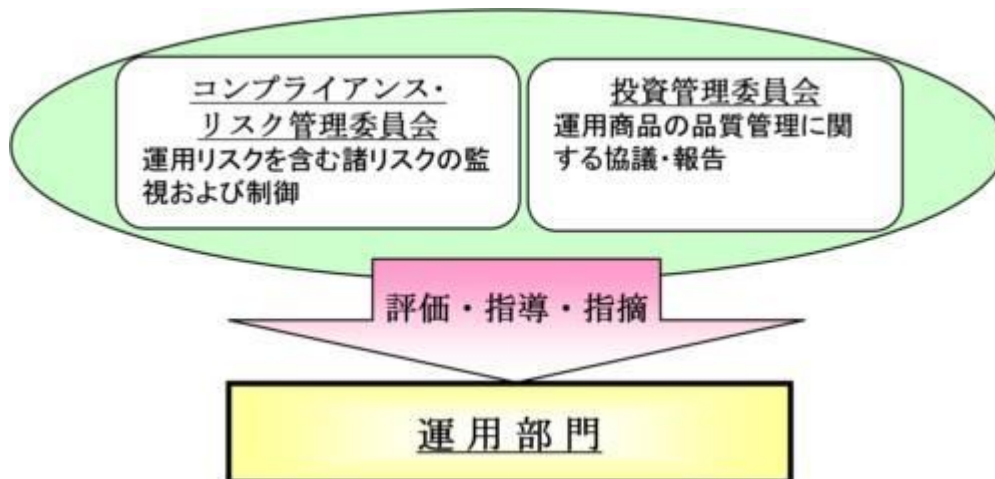 コンプライアンス・
リスク管理委員会
運用リスクを含む諸リスクの監
視および制御
投資管理委員会
運用商品の品質管理に関
する協議・報告
評価・指導・指摘
運用部門